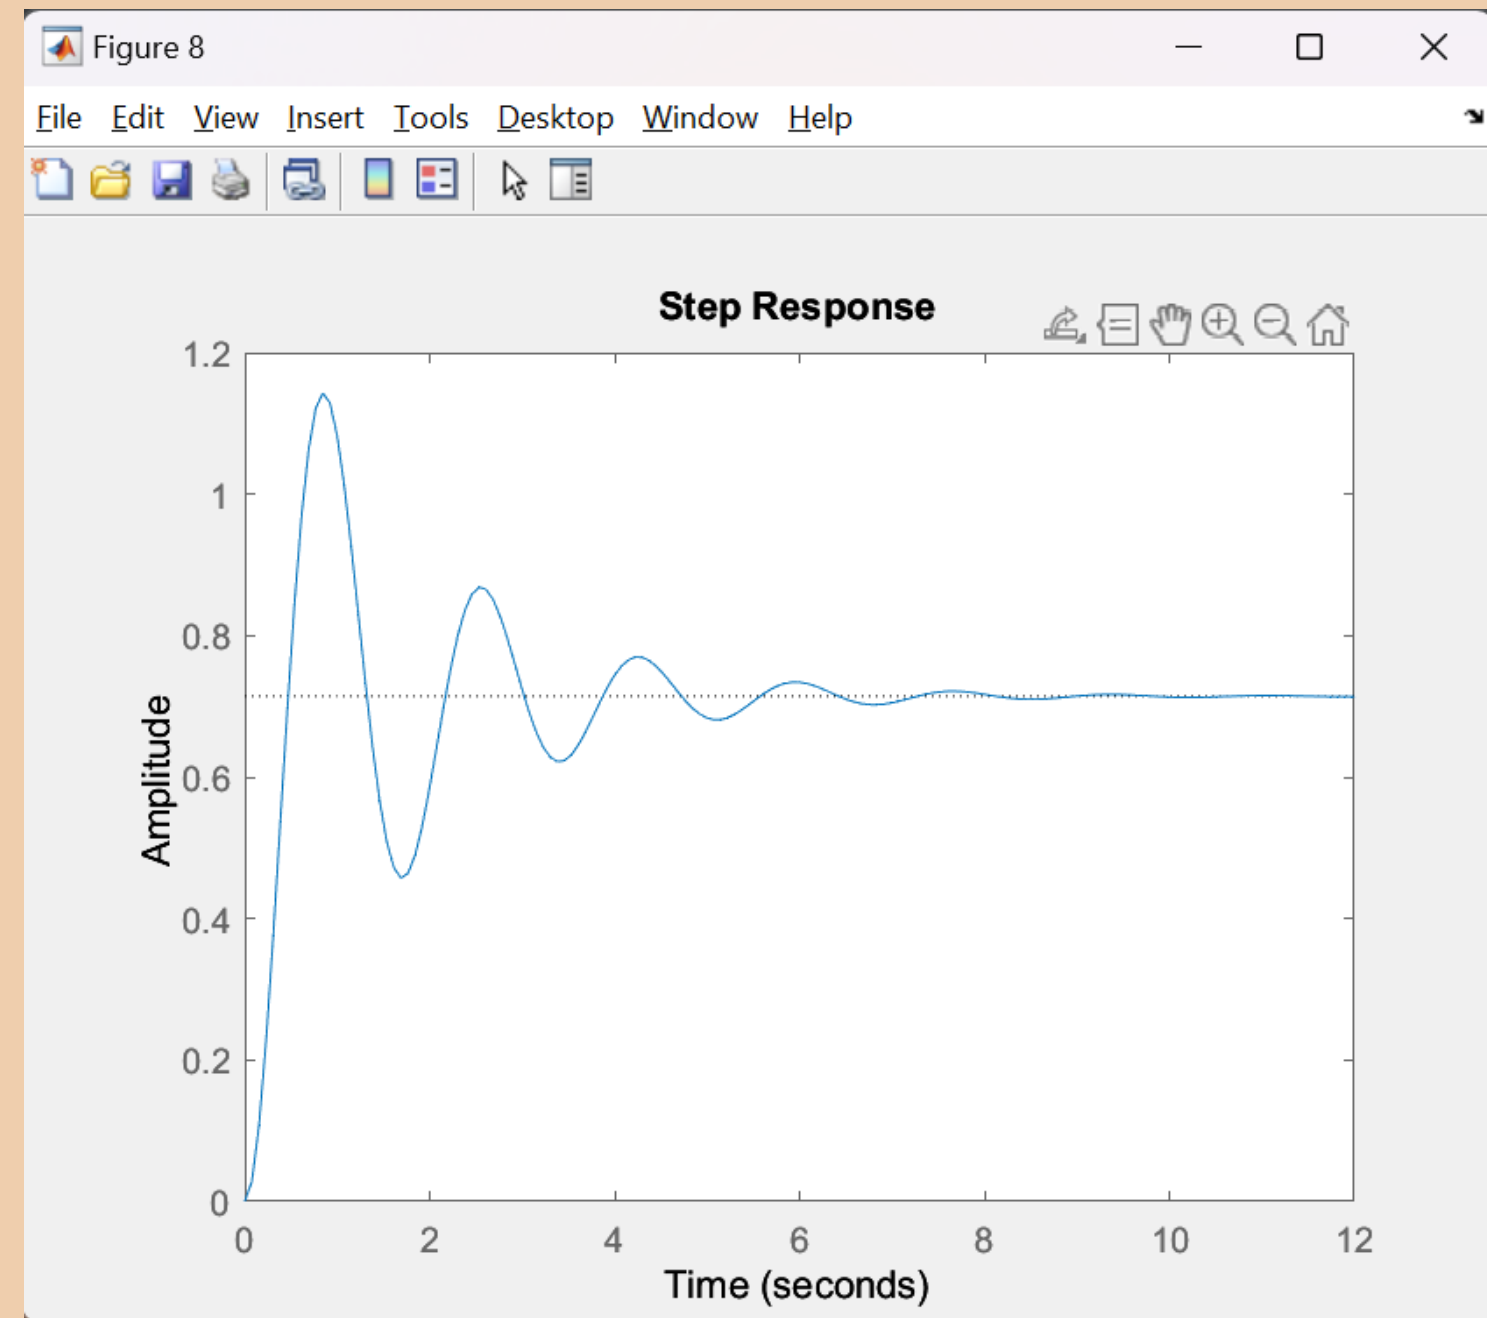 Figure 8
File Edit View Insert Tools Desktop Window Help
Step Response
1.2
1
0.8
0.6
0.4
0.2
0
Amplitude
0 2 4 6 8 10 12
Time (seconds)